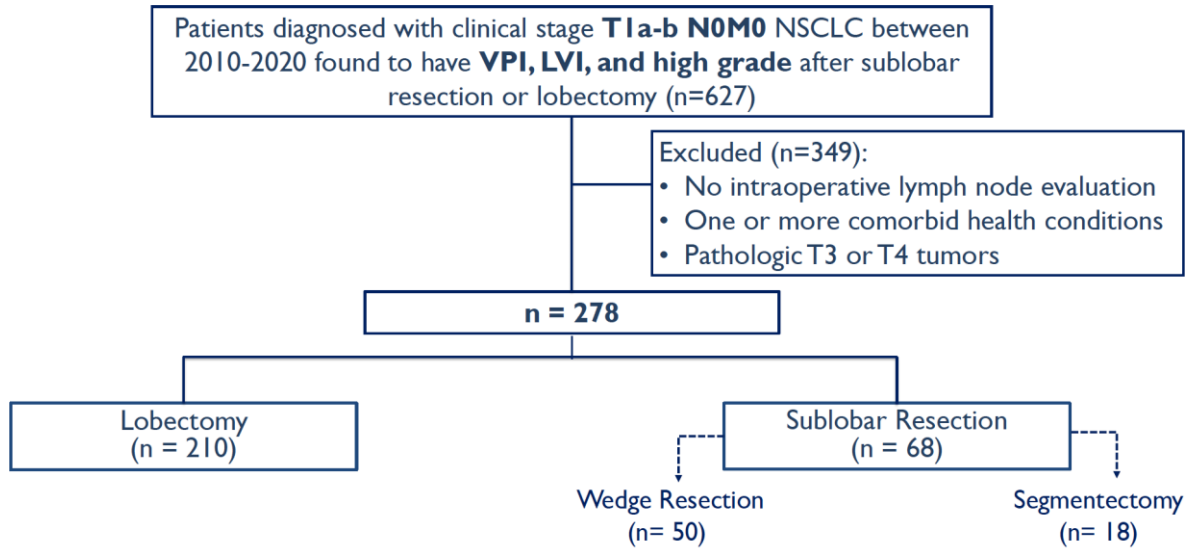 Patients diagnosed with clinical stage T1a-b N0M0 NSCLC between
2010-2020 found to have VPI, LVI, and high grade after sublobar
resection or lobectomy (n=627)
Excluded (n=349):
• No intraoperative lymph node evaluation
• One or more comorbid health conditions
• Pathologic T3 or T4 tumors
n = 278
Lobectomy
(n = 210)
Sublobar Resection
(n = 68)
Wedge Resection
(n= 50)
Segmentectomy
(n= 18)